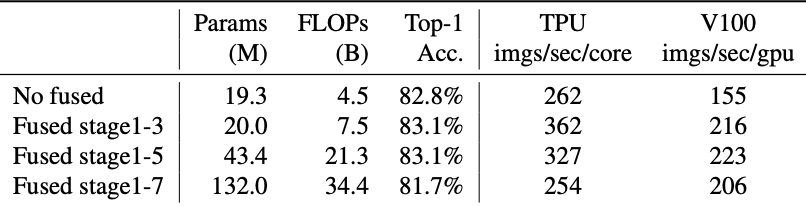 Params FLOPs Top-1 TPU V100
(M) (B) Acc. imgs/sec/core imgs/sec/gpu
No fused 19.3 4.5 82.8% 262 155
Fused stage1-3 20.0 7.5 83.1% 362 216
Fused stage1-5 43.4 21.3 83.1% 327 223
Fused stage1-7 132.0 34.4 81.7% 254 206